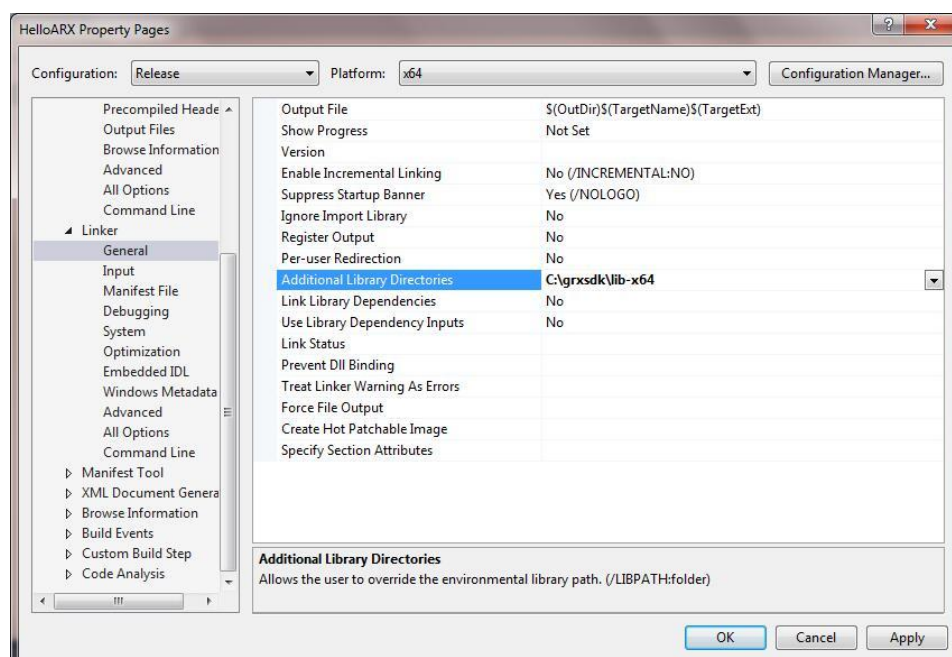 HelloARX Property Pages
Configuration: Release Platform: x64 Configuration Manager...
Precompiled Heade
Output Files
Browse Information
Advanced
All Options
Command Line
Linker
General
Input
Manifest File
Debugging
System
Optimization
Embedded IDL
Windows Metadata
Advanced
All Options
Command Line
Manifest Tool
XML Document Genera
Browse Information
Build Events
Custom Build Step
Code Analysis
Output File $(OutDir)$(TargetName)$(TargetExt)
Show Progress Not Set
Version
Enable Incremental Linking No (/INCREMENTAL:NO)
Suppress Startup Banner Yes (/NOLOGO)
Ignore Import Library No
Register Output No
Per-user Redirection No
Additional Library Directories C:\grxsdk\lib-x64
Link Library Dependencies No
Use Library Dependency Inputs No
Link Status
Prevent Dll Binding
Treat Linker Warning As Errors
Force File Output
Create Hot Patchable Image
Specify Section Attributes
Additional Library Directories
Allows the user to override the environmental library path. (/LIBPATH:folder)
OK Cancel Apply